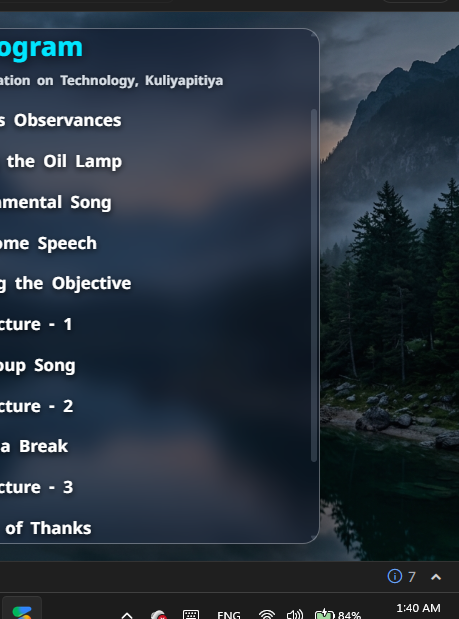 ogram
ation on Technology, Kuliyapitiya
s Observances
the Oil Lamp
mental Song
ome Speech
g the Objective
cture - 1
oup Song
cture - 2
a Break
cture - 3
of Thanks
7
ENG
84%
1:40 AM